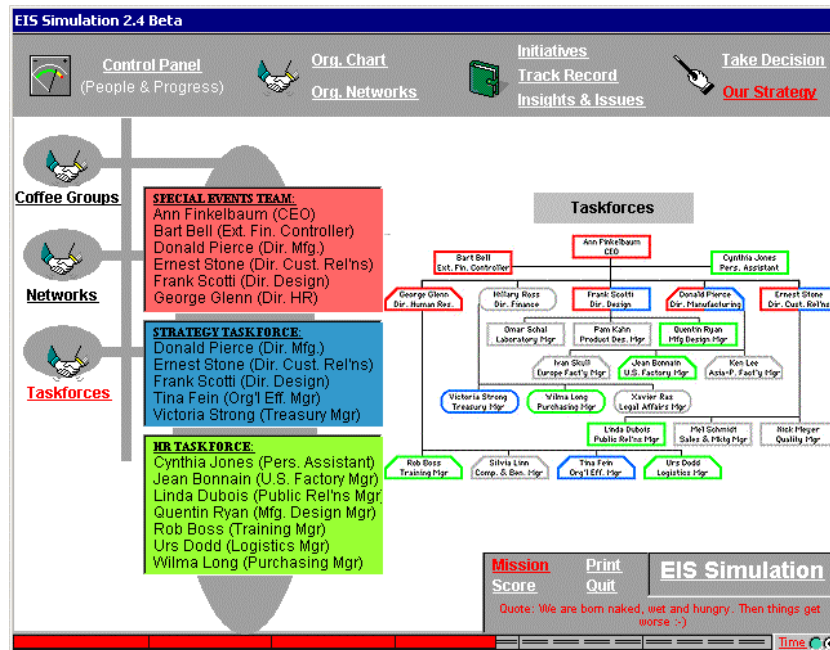 EIS Simulation 2.4 Beta
Control Panel
(People & Progress)
Org. Chart
Org. Networks
Initiatives
Track Record
Insights & Issues
Take Decision
Our Strategy
Coffee Groups
Networks
Taskforces
SPECIAL EVENTS TEAM:
Ann Finkelbaum (CEO)
Bart Bell (Ext. Fin. Controller)
Donald Pierce (Dir. Mfg.)
Ernest Stone (Dir. Cust. Rel'ns)
Frank Scotti (Dir. Design)
George Glenn (Dir. HR)
STRATEGY TASKFORCE:
Donald Pierce (Dir. Mfg.)
Ernest Stone (Dir. Cust. Rel'ns)
Frank Scotti (Dir. Design)
Tina Fein (Org'l Eff. Mgr)
Victoria Strong (Treasury Mgr)
HR TASKFORCE:
Cynthia Jones (Pers. Assistant)
Jean Bonnain (U.S. Factory Mgr)
Linda Dubois (Public Rel'ns Mgr
Quentin Ryan (Mfg. Design Mgr)
Rob Boss (Training Mgr)
Urs Dodd (Logistics Mgr)
Wilma Long (Purchasing Mgr)
Taskforces
Ann Finkelbaum
CEO
Bart Bell
Ext. Fin. Controller
Cynthia Jones
Pers. Assistant
George Glenn
Dir. Human Res.
Hillary Ross
Dir. Finance
Frank Scotti
Dir. Design
Donald Pierce
Dir. Manufacturing
Ernest Stone
Dir. Cust. Rel'ns
Omar Schal
Laboratory Mgr
Pam Kahn
Product Des. Mgr
Quentin Ryan
Mfg Design Mgr
Ivan Skyll
Europe Fact'y Mgr
Jean Bonnain
U.S. Factory Mgr
Ken Lee
Asia-P. Fact'y Mgr
Victoria Strong
Treasury Mgr
Wilma Long
Purchasing Mgr
Xavier Ras
Legal Affairs Mgr
Linda Dubois
Public Rel'ns Mgr
Mel Schmidt
Sales & Mktg Mgr
Nick Meyer
Quality Mgr
Rob Boss
Training Mgr
Silvia Linn
Comp. & Ben. Mgr
Tina Fein
Org'l Eff. Mgr
Urs Dodd
Logistics Mgr
Mission
Print
Score
Quit
EIS Simulation
Quote: We are born naked, wet and hungry. Then things get
worse :-)
Time